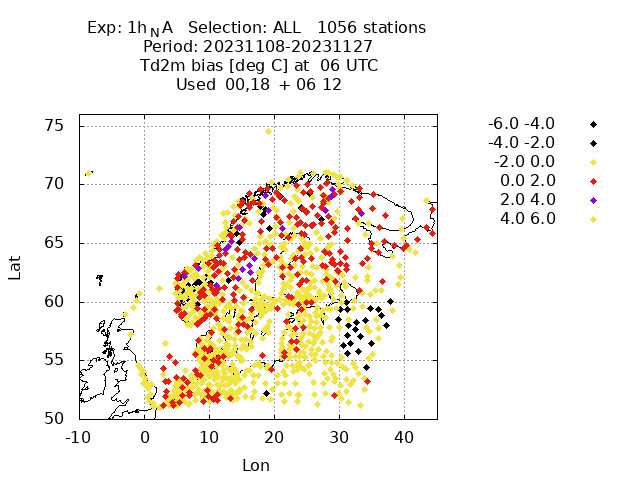 Exp: 1h_N A Selection: ALL 1056 stations
Period: 20231108-20231127
Td2m bias [deg C] at 06 UTC
Used 00,18 + 06 12
75
70
65
60
55
50
-10 0 10 20 30 40
Lat
Lon
-6.0 -4.0
-4.0 -2.0
-2.0 0.0
0.0 2.0
2.0 4.0
4.0 6.0